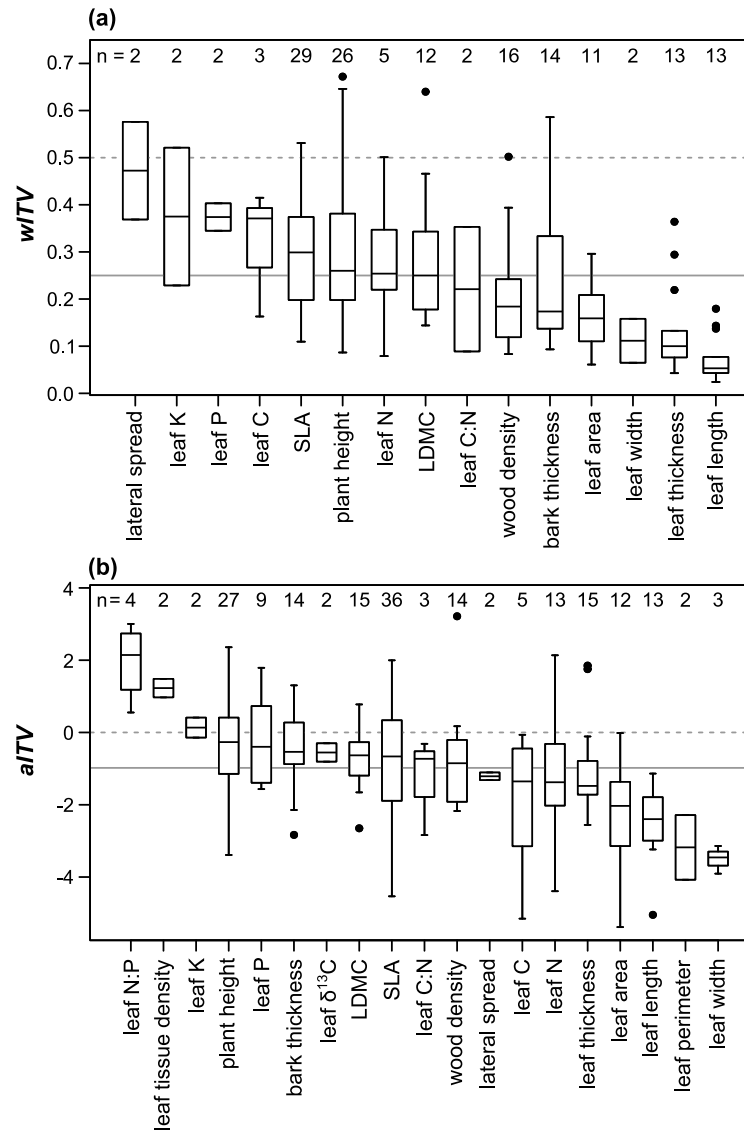 (a)
n = 2 2 2 3 29 26 5 12 2 16 14 11 2 13 13
0.7
0.6
0.5
0.4
0.3
0.2
0.1
0.0
wITV
lateral spread
leaf K
leaf P
leaf C
SLA
plant height
leaf N
LDMC
leaf C:N
wood density
bark thickness
leaf area
leaf width
leaf thickness
leaf length
(b)
n= 4 2 2 27 9 14 2 15 36 3 14 2 5 13 15 12 13 2 3
4
2
0
-2
-4
aITV
leaf N:P
leaf tissue density
leaf K
plant height
leaf P
bark thickness
leaf δ¹³C
LDMC
SLA
leaf C:N
wood density
lateral spread
leaf C
leaf N
leaf thickness
leaf area
leaf length
leaf perimeter
leaf width